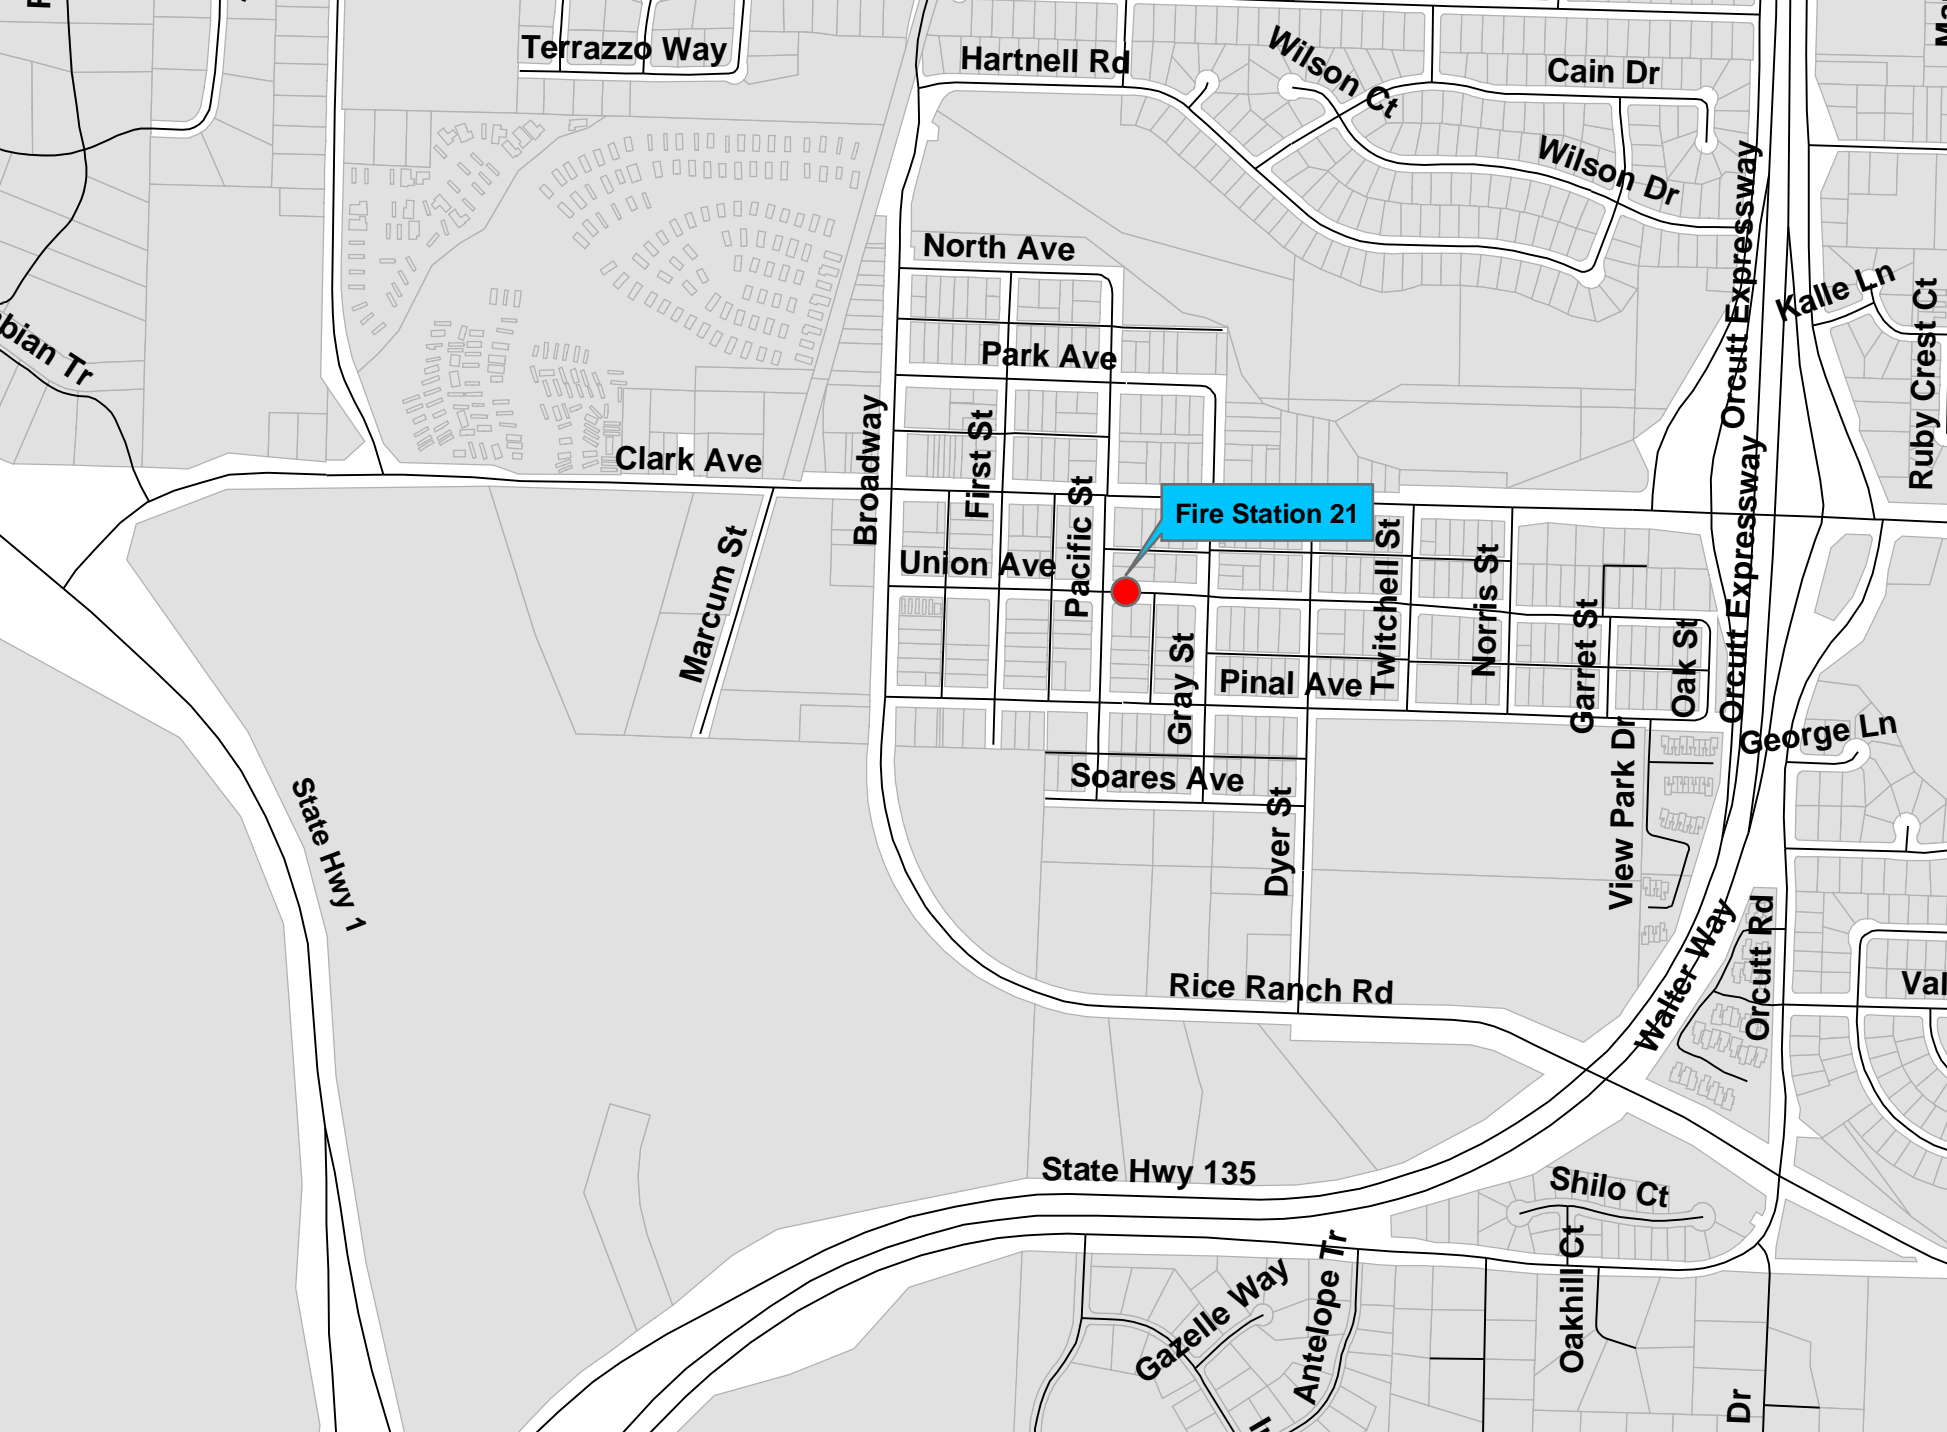 Terrazzo Way
Hartnell Rd
Wilson Ct
Cain Dr
Wilson Dr
Orcutt Expressway
North Ave
Kalle Ln
Ruby Crest Ct
bian Tr
Park Ave
Broadway
First St
Clark Ave
Pacific St
Fire Station 21
Orcutt Expressway
Marcum St
Union Ave
Twitchell St
Norris St
Garret St
Oak St
Gray St
Pinal Ave
View Park Dr
George Ln
Soares Ave
Dyer St
State Hwy 1
Walter Way
Orcutt Rd
Val
Rice Ranch Rd
State Hwy 135
Shilo Ct
Oakhill Ct
Gazelle Way
Antelope Tr
Dr